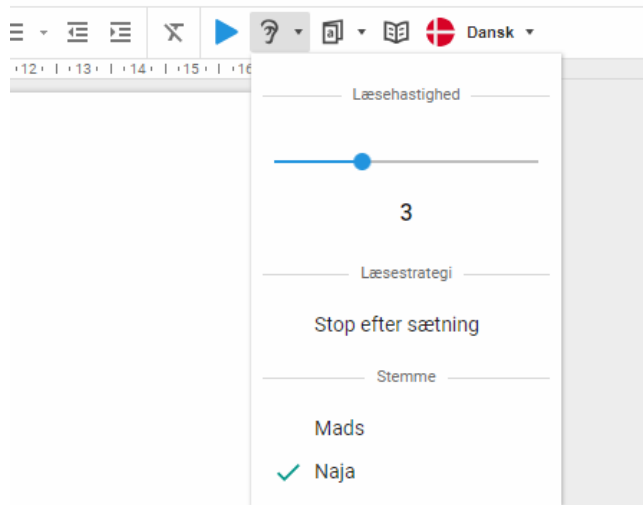 a
Dansk
12 13 14 15 16
Læsehastighed
3
Læsestrategi
Stop efter sætning
Stemme
Mads
Naja